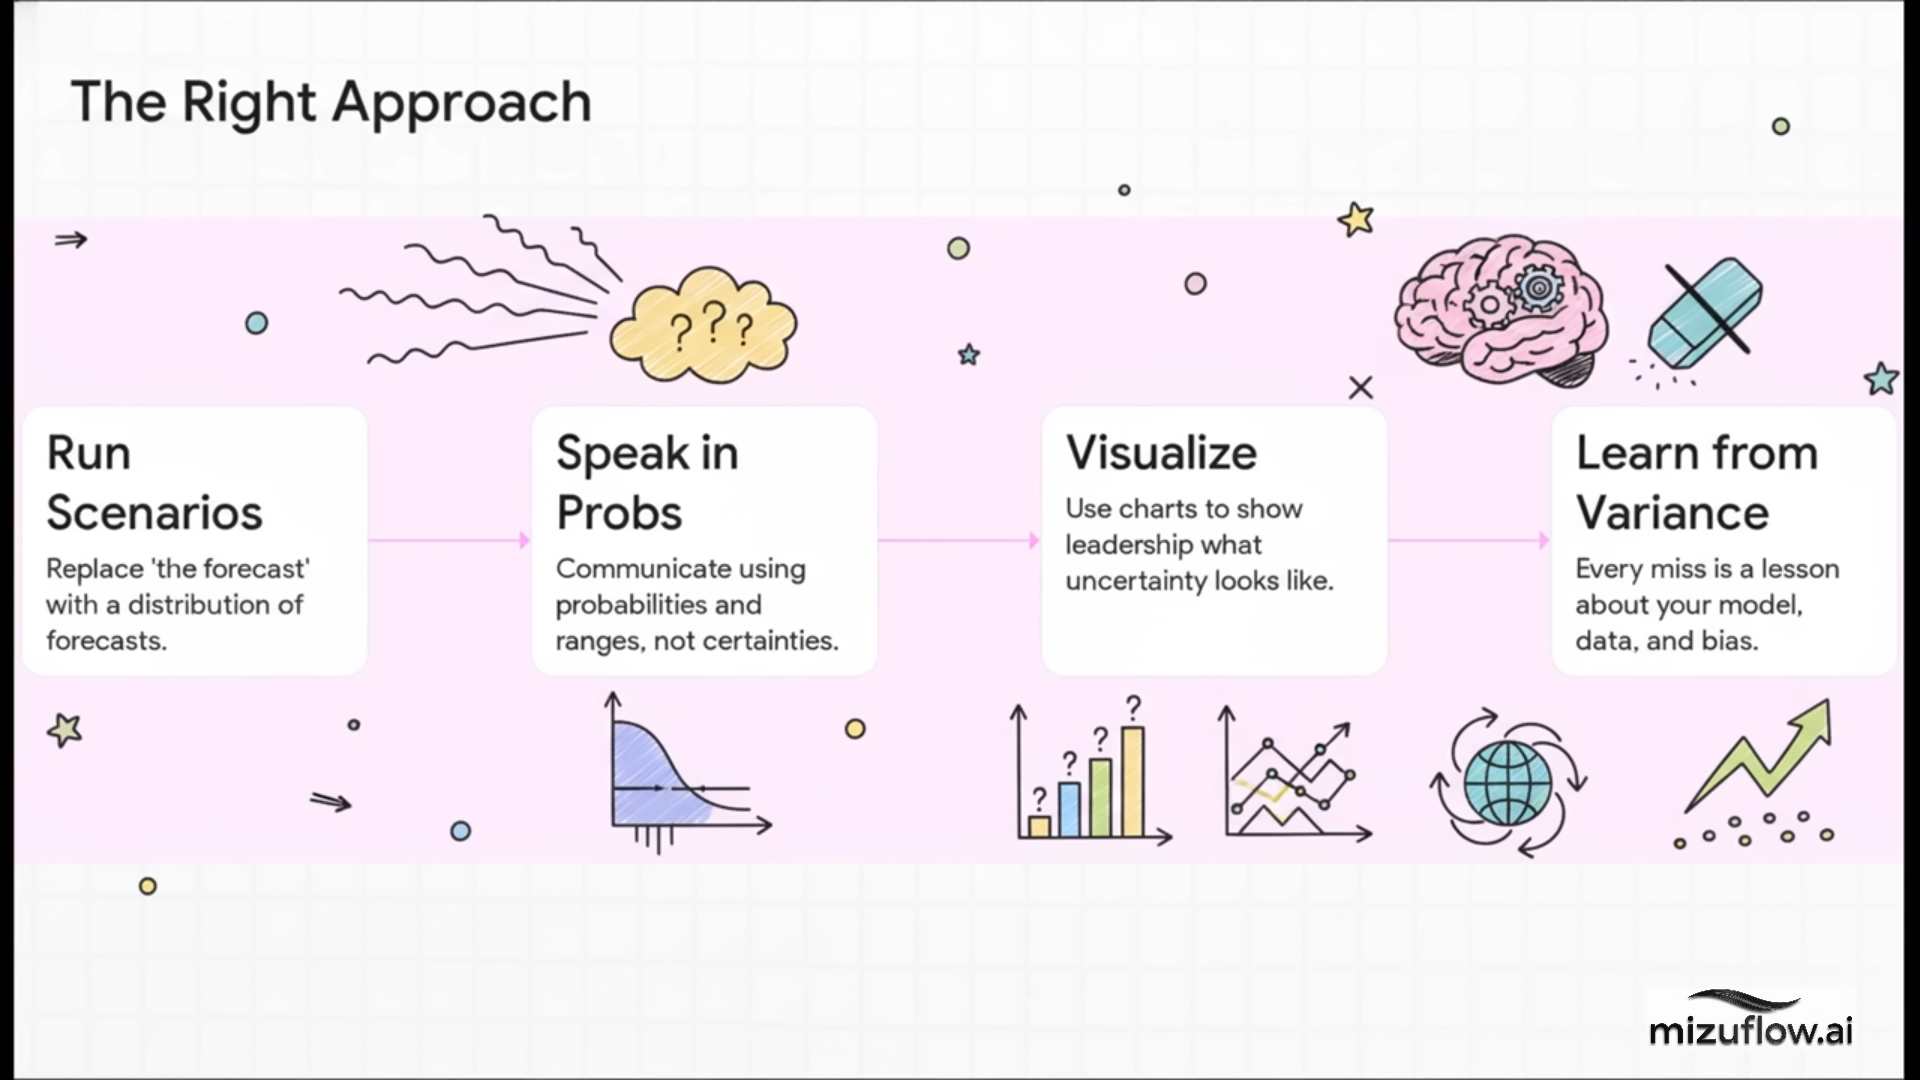 The Right Approach
???
Run
Scenarios
Replace 'the forecast'
with a distribution of
forecasts.
Speak in
Probs
Communicate using
probabilities and
ranges, not certainties.
Visualize
Use charts to show
leadership what
uncertainty looks like.
Learn from
Variance
Every miss is a lesson
about your model,
data, and bias.
? ? ? ?
mizuflow.ai